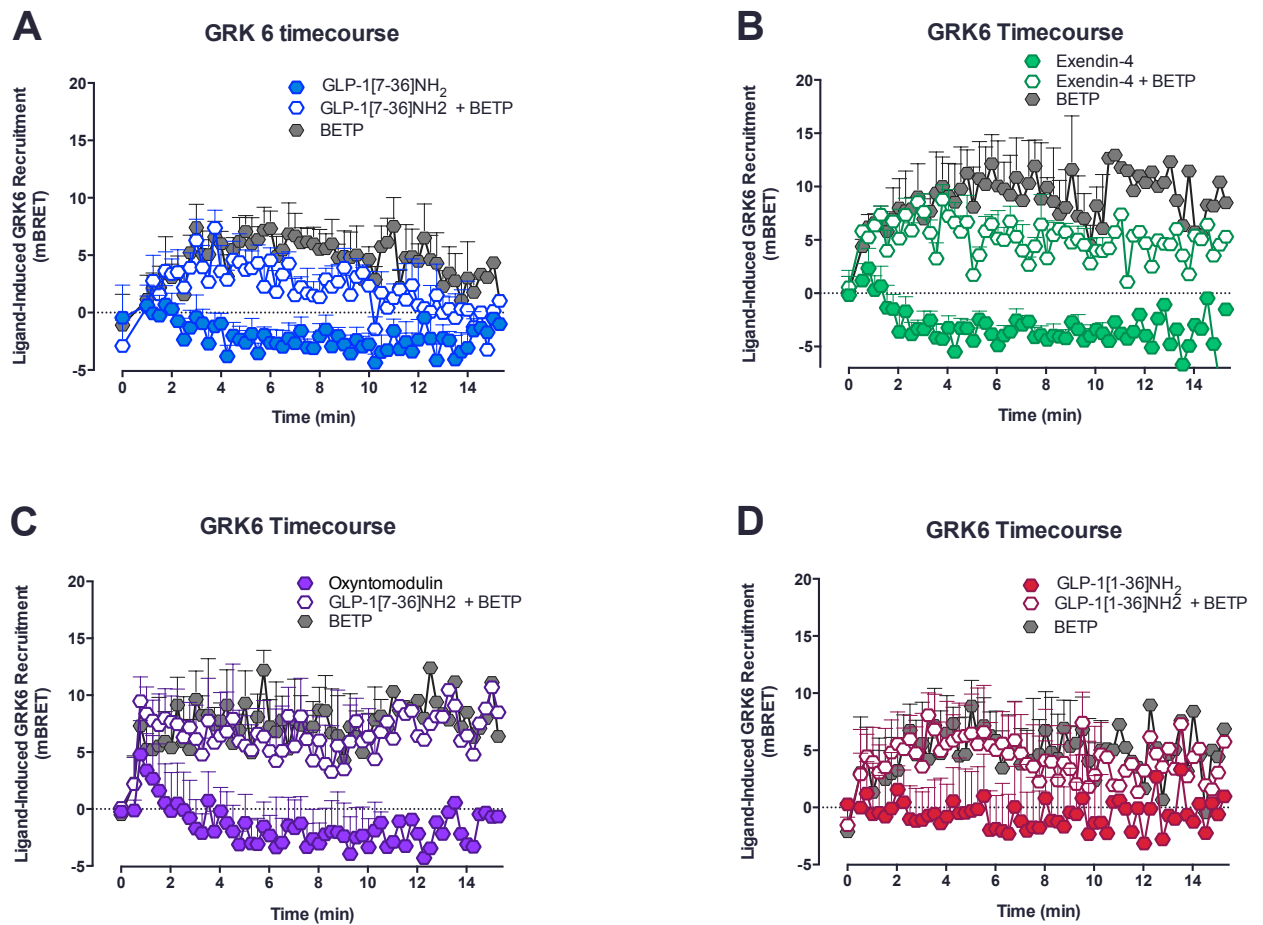 A
GRK 6 timecourse
GLP-1[7-36]NH2
GLP-1[7-36]NH2 + BETP
BETP
Ligand-Induced GRK6 Recruitment
(mBRET)
20
15
10
5
0
-5
0 2 4 6 8 10 12 14
Time (min)
B
GRK6 Timecourse
Exendin-4
Exendin-4 + BETP
BETP
Ligand-Induced GRK6 Recruitment
(mBRET)
20
15
10
5
0
-5
0 2 4 6 8 10 12 14
Time (min)
C
GRK6 Timecourse
Oxyntomodulin
GLP-1[7-36]NH2 + BETP
BETP
Ligand-Induced GRK6 Recruitment
(mBRET)
20
15
10
5
0
-5
0 2 4 6 8 10 12 14
Time (min)
D
GRK6 Timecourse
GLP-1[1-36]NH2
GLP-1[1-36]NH2 + BETP
BETP
Ligand-Induced GRK6 Recruitment
(mBRET)
20
15
10
5
0
-5
0 2 4 6 8 10 12 14
Time (min)